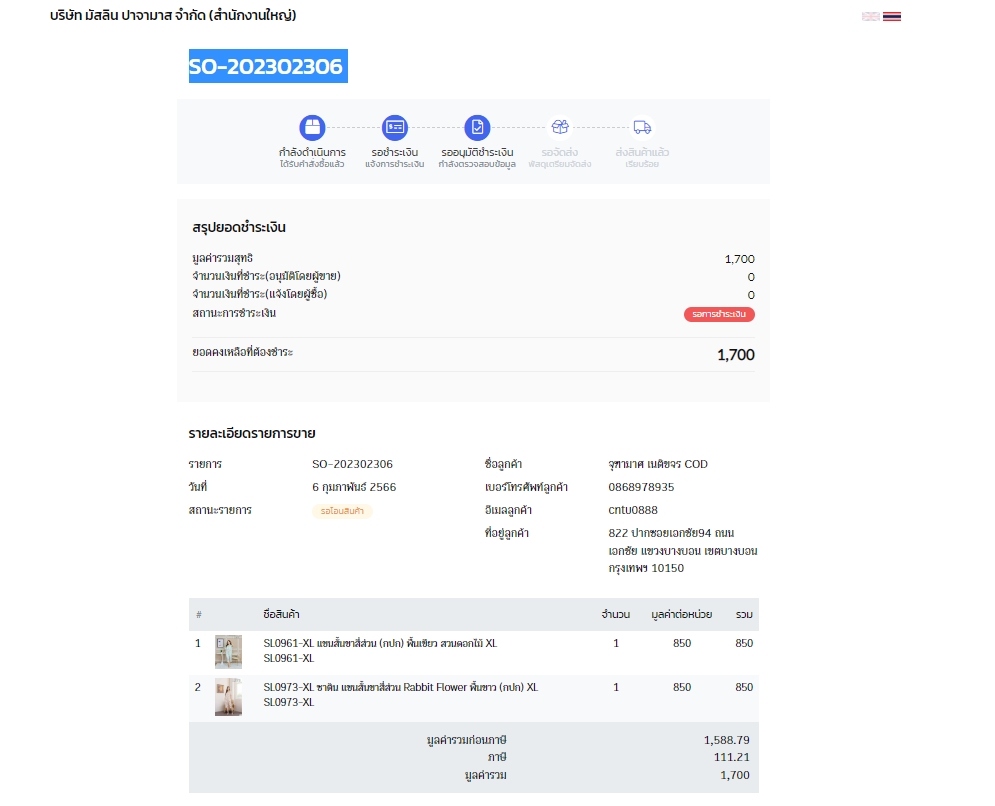 บริษัท มัสลิน ปาจามาส จำกัด (สำนักงานใหญ่)
SO-202302306
กำลังดำเนินการ รอชำระเงิน รออนุมัติชำระเงิน รอจัดส่ง ส่งสินค้าแล้ว
ได้รับคำสั่งซื้อแล้ว แจ้งการชำระเงิน กำลังตรวจสอบข้อมูล พัสดุเตรียมจัดส่ง เรียบร้อย
สรุปยอดชำระเงิน
มูลค่ารวมสุทธิ 1,700
จำนวนเงินที่ชำระ(อนุมัติโดยผู้ขาย) 0
จำนวนเงินที่ชำระ(แจ้งโดยผู้ซื้อ) 0
สถานะการชำระเงิน รอการชำระเงิน
ยอดคงเหลือที่ต้องชำระ 1,700
รายละเอียดรายการขาย
รายการ SO-202302306 ชื่อลูกค้า จุฑามาศ เนติขจร COD
วันที่ 6 กุมภาพันธ์ 2566 เบอร์โทรศัพท์ลูกค้า 0868978935
สถานะรายการ รอโอนสินค้า อีเมลลูกค้า cntu0888
ที่อยู่ลูกค้า 822 ปากซอยเอกชัย94 ถนน
เอกชัย แขวงบางบอน เขตบางบอน
กรุงเทพฯ 10150
# ชื่อสินค้า จำนวน มูลค่าต่อหน่วย รวม
1 SL0961-XL แขนสั้นขาสี่ส่วน (กปก) พื้นเขียว สวนดอกไม้ XL 1 850 850
SL0961-XL
2 SL0973-XL ซาติน แขนสั้นขาสี่ส่วน Rabbit Flower พื้นขาว (กปก) XL 1 850 850
SL0973-XL
มูลค่ารวมก่อนภาษี 1,588.79
ภาษี 111.21
มูลค่ารวม 1,700